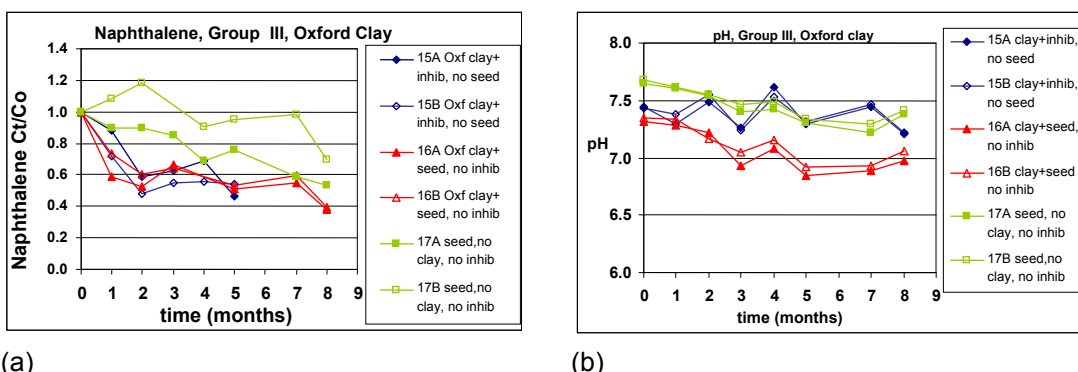 Naphthalene, Group III, Oxford Clay
Naphthalene Ct/Co
1.4
1.2
1.0
0.8
0.6
0.4
0.2
0.0
0 1 2 3 4 5 6 7 8 9
time (months)
15A Oxf clay+
inhib, no seed
15B Oxf clay+
inhib, no seed
16A Oxf clay+
seed, no inhib
16B Oxf clay+
seed, no inhib
17A seed,no
clay, no inhib
17B seed,no
clay, no inhib
(a)
pH, Group III, Oxford clay
pH
8.0
7.5
7.0
6.5
6.0
0 1 2 3 4 5 6 7 8 9
time (months)
15A clay+inhib,
no seed
15B clay+inhib,
no seed
16A clay+seed,
no inhib
16B clay+seed
no inhib
17A seed, no
clay, no inhib
17B seed,no
clay, no inhib
(b)